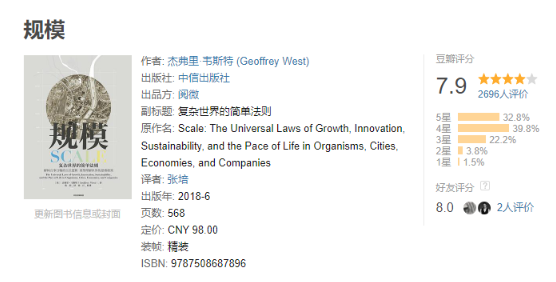 规模
作者: 杰弗里·韦斯特 (Geoffrey West)
出版社: 中信出版社
出品方: 阅微
副标题: 复杂世界的简单法则
原作名: Scale: The Universal Laws of Growth, Innovation,
Sustainability, and the Pace of Life in Organisms, Cities,
Economies, and Companies
译者: 张培
出版年: 2018-6
页数: 568
定价: CNY 98.00
装帧: 精装
ISBN: 9787508687896
规模
SCALE
复杂世界的简单法则
更新图书信息或封面
豆瓣评分
7.9
2696人评价
5星 32.8%
4星 39.8%
3星 22.2%
2星 3.8%
1星 1.5%
好友评分 ?
8.0 2人评价